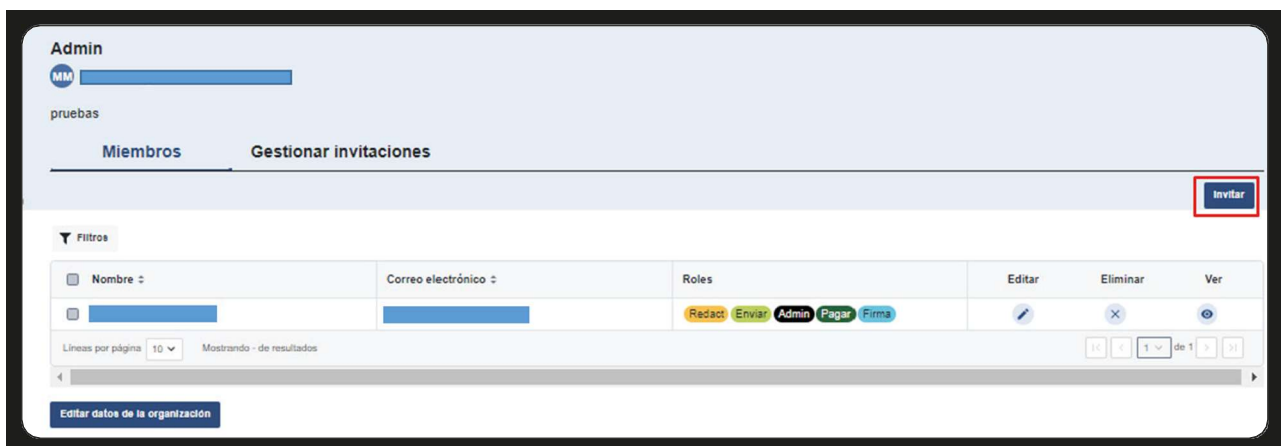 Admin
MM
pruebas
Miembros Gestionar invitaciones
Invitar
Filtros
Nombre Correo electrónico Roles Editar Eliminar Ver
Redact Enviar Admin Pagar Firma
Líneas por página 10 Mostrando - de resultados 1 de 1
Editar datos de la organización